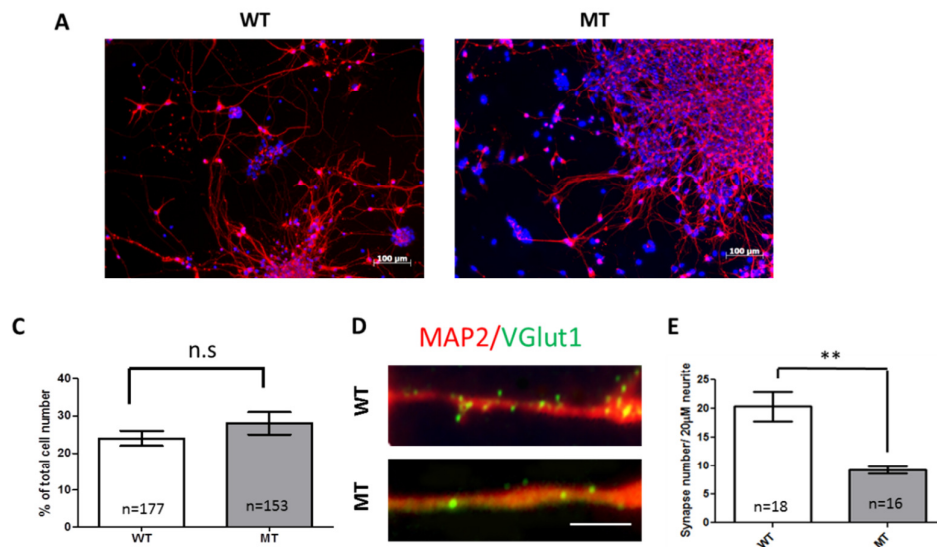 A
WT
MT
100 µm
100 µm
C
n.s
% of total cell number
40
30
20
10
0
n=177
n=153
WT
MT
D
MAP2/VGlut1
WT
MT
E
**
Synapse number/ 20µM neurite
25
20
15
10
5
0
n=18
n=16
WT
MT